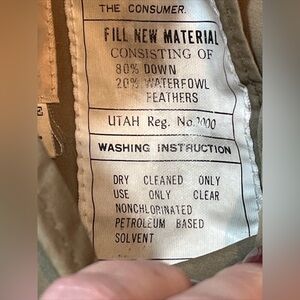 THE CONSUMER.
FILL NEW MATERIAL
CONSISTING OF
80% DOWN
20% WATERFOWL
FEATHERS
UTAH Reg. No.
WASHING INSTRUCTION
DRY CLEANED ONLY
USE ONLY CLEAR
NONCHLORINATED
PETROLEUM BASED
SOLVENT